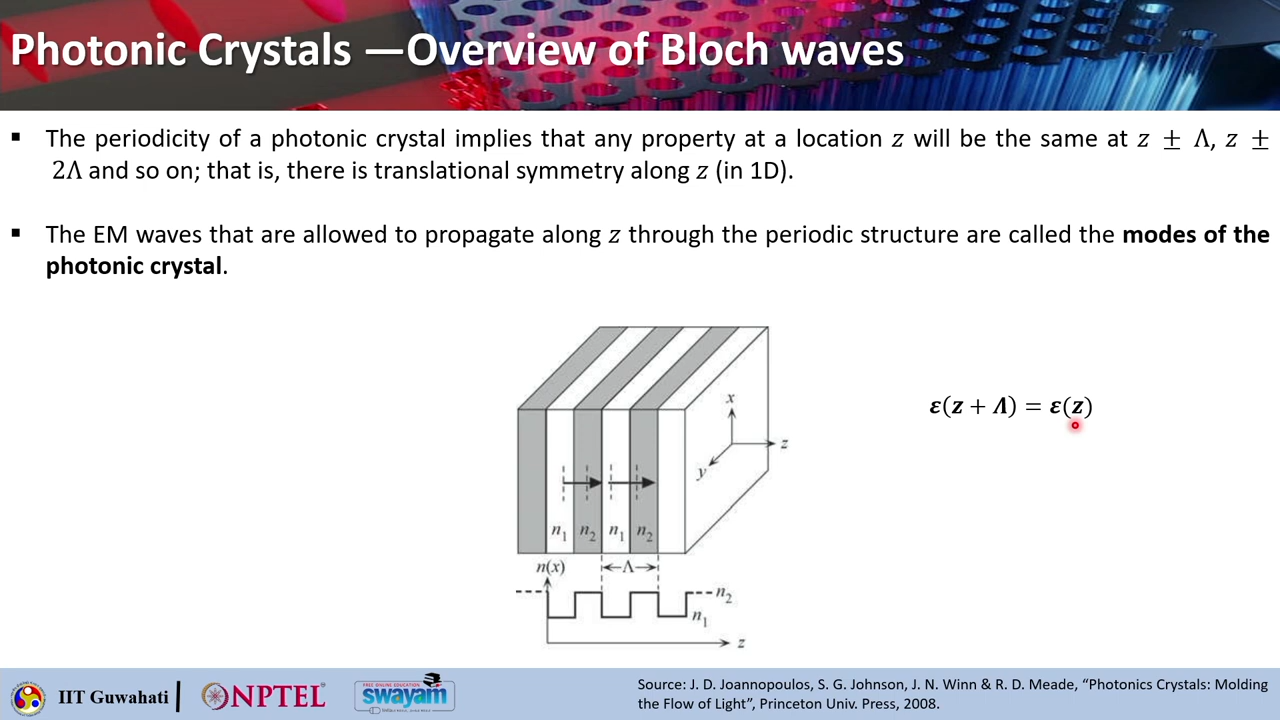 Photonic Crystals —Overview of Bloch waves
▪ The periodicity of a photonic crystal implies that any property at a location z will be the same at z ± Λ, z ±
2Λ and so on; that is, there is translational symmetry along z (in 1D).
▪ The EM waves that are allowed to propagate along z through the periodic structure are called the modes of the
photonic crystal.
x
z
y
ε(z + Λ) = ε(z)
n₁ n₂ n₁ n₂
n(x) Λ
n₂
n₁
z
IIT Guwahati
NPTEL
FREE ONLINE EDUCATION
swayam
Source: J. D. Joannopoulos, S. G. Johnson, J. N. Winn & R. D. Meade, “Photonics Crystals: Molding
the Flow of Light”, Princeton Univ. Press, 2008.